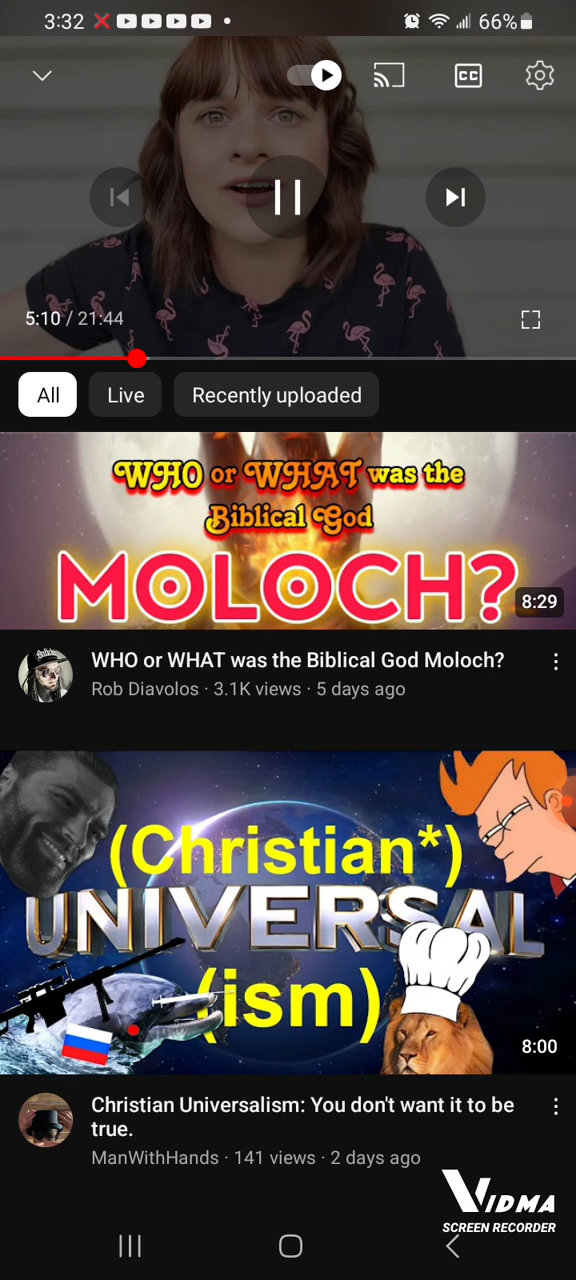 3:32
66%
CC
5:10 / 21:44
All
Live
Recently uploaded
WHO or WHAT was the
Biblical God
MOLOCH?
8:29
WHO or WHAT was the Biblical God Moloch?
Rob Diavolos · 3.1K views · 5 days ago
(Christian*)
UNIVERSAL
(ism)
8:00
Christian Universalism: You don't want it to be
true.
ManWithHands · 141 views · 2 days ago
VIDMA
SCREEN RECORDER